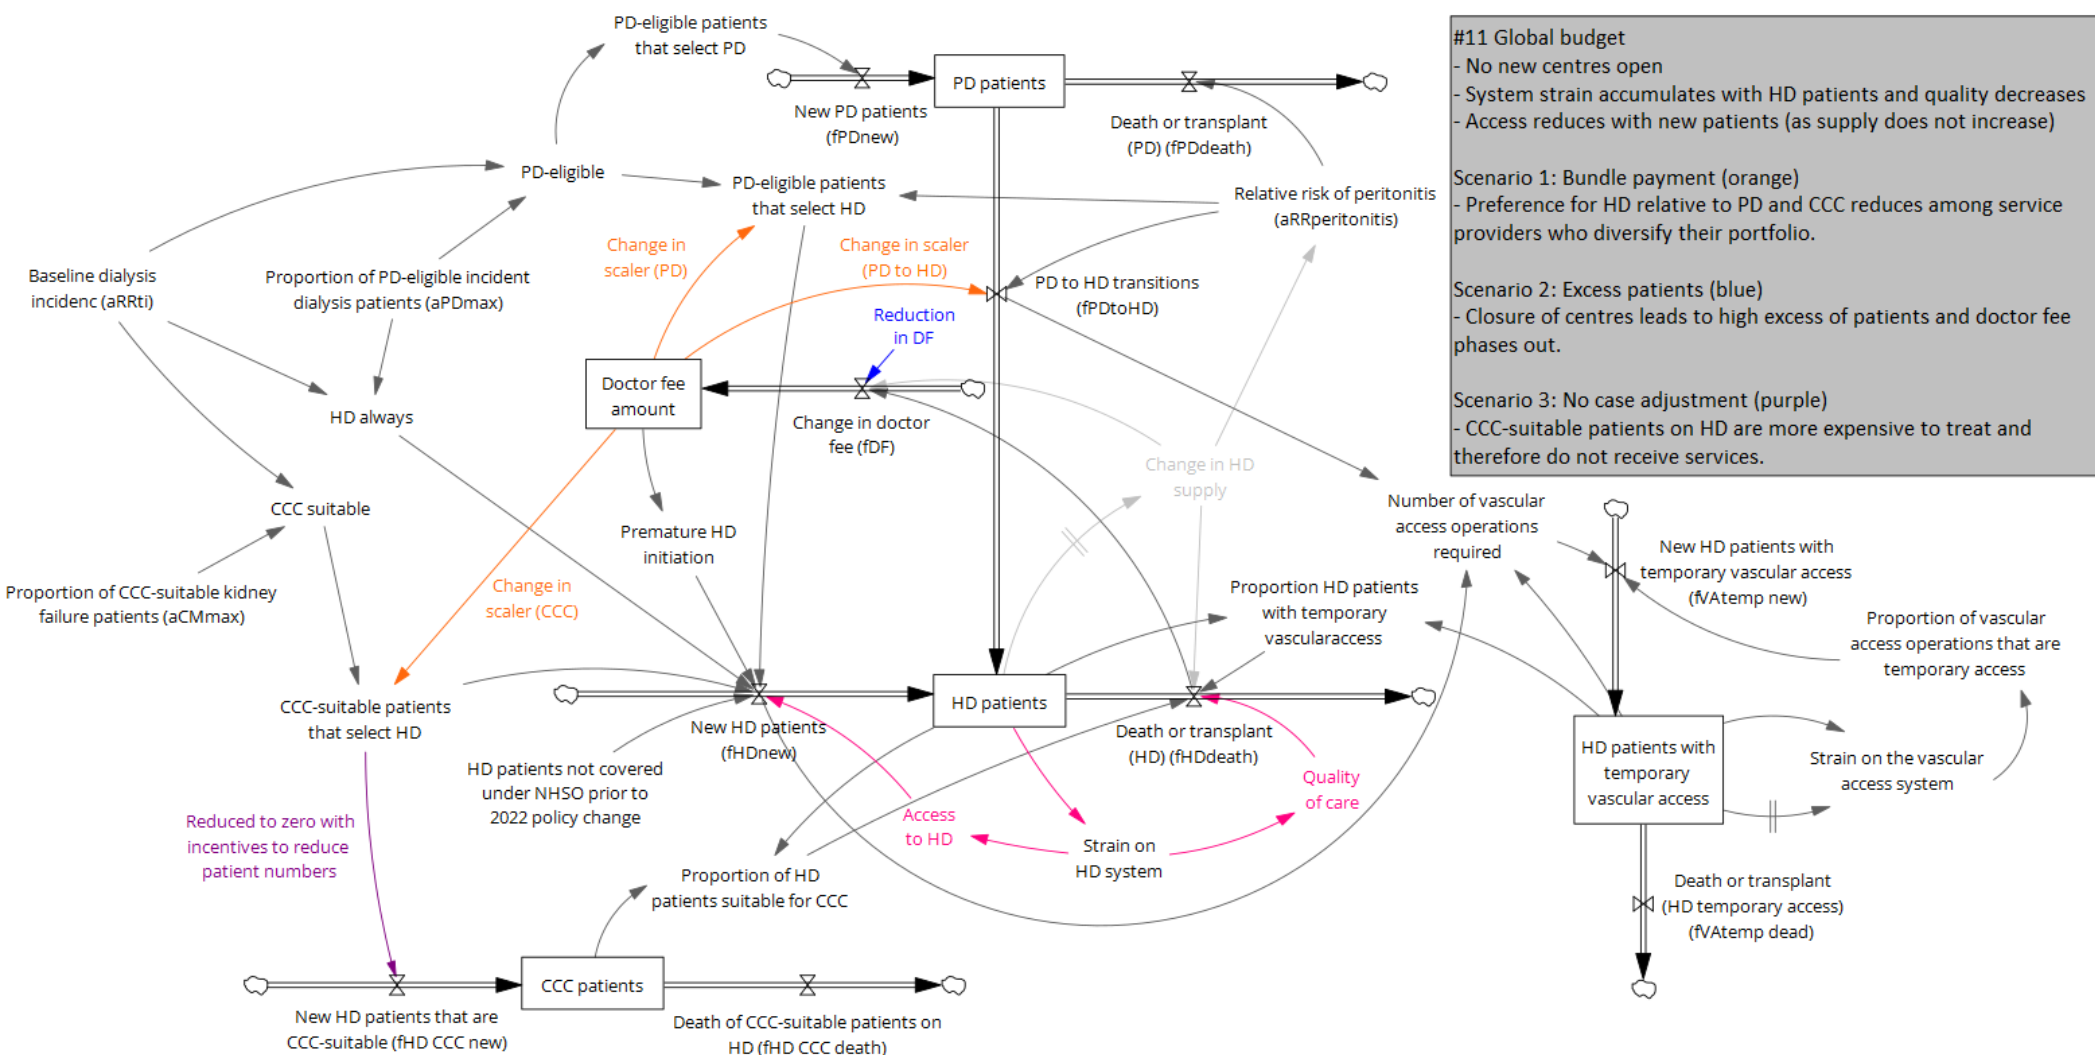 PD-eligible patients
that select PD
PD patients
New PD patients
(fPDnew)
Death or transplant
(PD) (fPDdeath)
PD-eligible
PD-eligible patients
that select HD
Relative risk of peritonitis
(aRRperitonitis)
Change in
scaler (PD)
Change in scaler
(PD to HD)
Baseline dialysis
incidenc (aRRti)
Proportion of PD-eligible incident
dialysis patients (aPDmax)
PD to HD transitions
(fPDtoHD)
Reduction
in DF
Doctor fee
amount
HD always
Change in doctor
fee (fDF)
Change in HD
supply
CCC suitable
Premature HD
initiation
Number of vascular
access operations
required
New HD patients with
temporary vascular access
(fVAtemp new)
Proportion of CCC-suitable kidney
failure patients (aCMmax)
Change in
scaler (CCC)
Proportion HD patients
with temporary
vascularaccess
Proportion of vascular
access operations that are
temporary access
CCC-suitable patients
that select HD
HD patients
New HD patients
(fHDnew)
Death or transplant
(HD) (fHDdeath)
HD patients not covered
under NHSO prior to
2022 policy change
Quality
of care
HD patients with
temporary
vascular access
Strain on the vascular
access system
Reduced to zero with
incentives to reduce
patient numbers
Access
to HD
Strain on
HD system
Proportion of HD
patients suitable for CCC
Death or transplant
(HD temporary access)
(fVAtemp dead)
CCC patients
New HD patients that are
CCC-suitable (fHD CCC new)
Death of CCC-suitable patients on
HD (fHD CCC death)
#11 Global budget
- No new centres open
- System strain accumulates with HD patients and quality decreases
- Access reduces with new patients (as supply does not increase)
Scenario 1: Bundle payment (orange)
- Preference for HD relative to PD and CCC reduces among service
providers who diversify their portfolio.
Scenario 2: Excess patients (blue)
- Closure of centres leads to high excess of patients and doctor fee
phases out.
Scenario 3: No case adjustment (purple)
- CCC-suitable patients on HD are more expensive to treat and
therefore do not receive services.